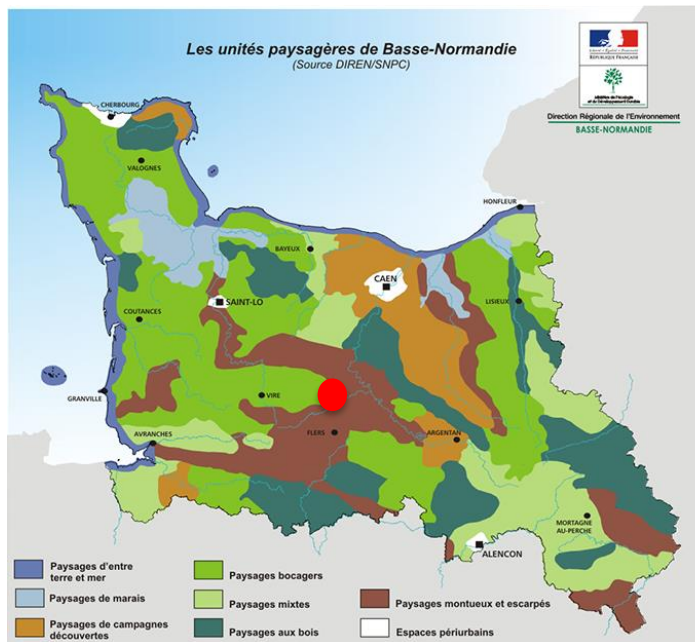 Les unités paysagères de Basse-Normandie
(Source DIREN/SNPC)
RÉPUBLIQUE FRANÇAISE
Direction Régionale de l'Environnement
BASSE-NORMANDIE
CHERBOURG
VALOGNES
HONFLEUR
BAYEUX
CAEN
SAINT-LO
LISIEUX
COUTANCES
GRANVILLE
VIRE
AVRANCHES
FLERS
ARGENTAN
MORTAGNE
AU-PERCHE
ALENCON
Paysages d'entre
terre et mer
Paysages de marais
Paysages de campagnes
découvertes
Paysages bocagers
Paysages mixtes
Paysages aux bois
Paysages montueux et escarpés
Espaces périurbains